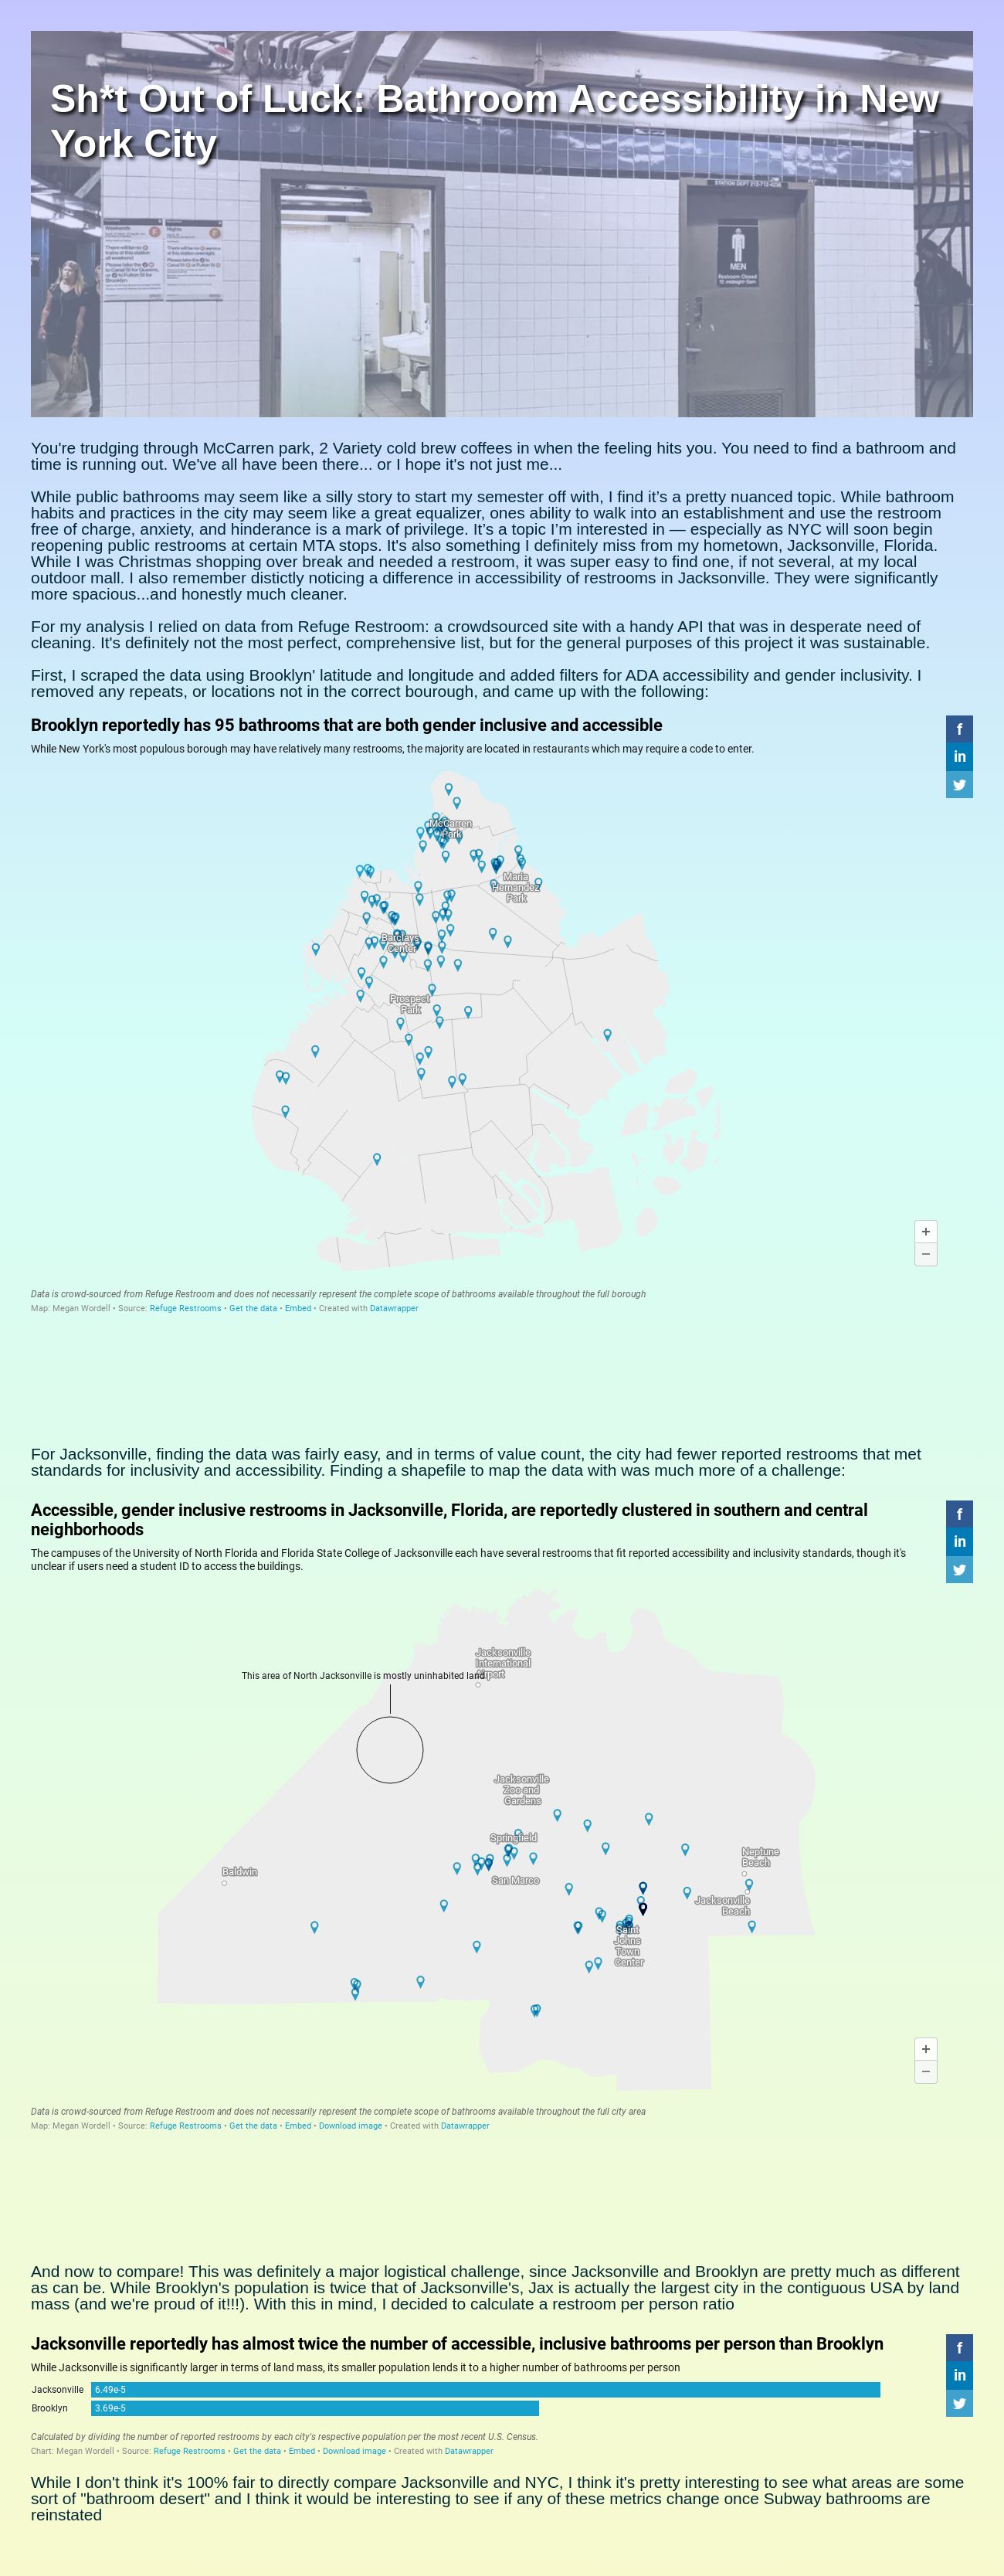 Sh*t Out of Luck: Bathroom Accessibility in New
York City
STATION DEPT 212-712-4236
Weekends
Nights
MEN
Restroom Closed
12 midnight-5am
You're trudging through McCarren park, 2 Variety cold brew coffees in when the feeling hits you. You need to find a bathroom and
time is running out. We've all have been there... or I hope it's not just me...
While public bathrooms may seem like a silly story to start my semester off with, I find it’s a pretty nuanced topic. While bathroom
habits and practices in the city may seem like a great equalizer, ones ability to walk into an establishment and use the restroom
free of charge, anxiety, and hinderance is a mark of privilege. It’s a topic I’m interested in — especially as NYC will soon begin
reopening public restrooms at certain MTA stops. It's also something I definitely miss from my hometown, Jacksonville, Florida.
While I was Christmas shopping over break and needed a restroom, it was super easy to find one, if not several, at my local
outdoor mall. I also remember distictly noticing a difference in accessibility of restrooms in Jacksonville. They were significantly
more spacious...and honestly much cleaner.
For my analysis I relied on data from Refuge Restroom: a crowdsourced site with a handy API that was in desperate need of
cleaning. It's definitely not the most perfect, comprehensive list, but for the general purposes of this project it was sustainable.
First, I scraped the data using Brooklyn' latitude and longitude and added filters for ADA accessibility and gender inclusivity. I
removed any repeats, or locations not in the correct bourough, and came up with the following:
Brooklyn reportedly has 95 bathrooms that are both gender inclusive and accessible
f
While New York's most populous borough may have relatively many restrooms, the majority are located in restaurants which may require a code to enter.
in
McCarren
Park
Maria
Hernandez
Park
Barclays
Center
Prospect
Park
+
−
Data is crowd-sourced from Refuge Restroom and does not necessarily represent the complete scope of bathrooms available throughout the full borough
Map: Megan Wordell • Source: Refuge Restrooms • Get the data • Embed • Created with Datawrapper
For Jacksonville, finding the data was fairly easy, and in terms of value count, the city had fewer reported restrooms that met
standards for inclusivity and accessibility. Finding a shapefile to map the data with was much more of a challenge:
Accessible, gender inclusive restrooms in Jacksonville, Florida, are reportedly clustered in southern and central
neighborhoods
f
in
The campuses of the University of North Florida and Florida State College of Jacksonville each have several restrooms that fit reported accessibility and inclusivity standards, though it's
unclear if users need a student ID to access the buildings.
Jacksonville
International
Airport
This area of North Jacksonville is mostly uninhabited land
Jacksonville
Zoo and
Gardens
Springfield
Neptune
Beach
Baldwin
San Marco
Jacksonville
Beach
Saint
Johns
Town
Center
+
−
Data is crowd-sourced from Refuge Restroom and does not necessarily represent the complete scope of bathrooms available throughout the full city area
Map: Megan Wordell • Source: Refuge Restrooms • Get the data • Embed • Download image • Created with Datawrapper
And now to compare! This was definitely a major logistical challenge, since Jacksonville and Brooklyn are pretty much as different
as can be. While Brooklyn's population is twice that of Jacksonville's, Jax is actually the largest city in the contiguous USA by land
mass (and we're proud of it!!!). With this in mind, I decided to calculate a restroom per person ratio
Jacksonville reportedly has almost twice the number of accessible, inclusive bathrooms per person than Brooklyn
f
While Jacksonville is significantly larger in terms of land mass, its smaller population lends it to a higher number of bathrooms per person
in
Jacksonville 6.49e-5
Brooklyn 3.69e-5
Calculated by dividing the number of reported restrooms by each city's respective population per the most recent U.S. Census.
Chart: Megan Wordell • Source: Refuge Restrooms • Get the data • Embed • Download image • Created with Datawrapper
While I don't think it's 100% fair to directly compare Jacksonville and NYC, I think it's pretty interesting to see what areas are some
sort of "bathroom desert" and I think it would be interesting to see if any of these metrics change once Subway bathrooms are
reinstated